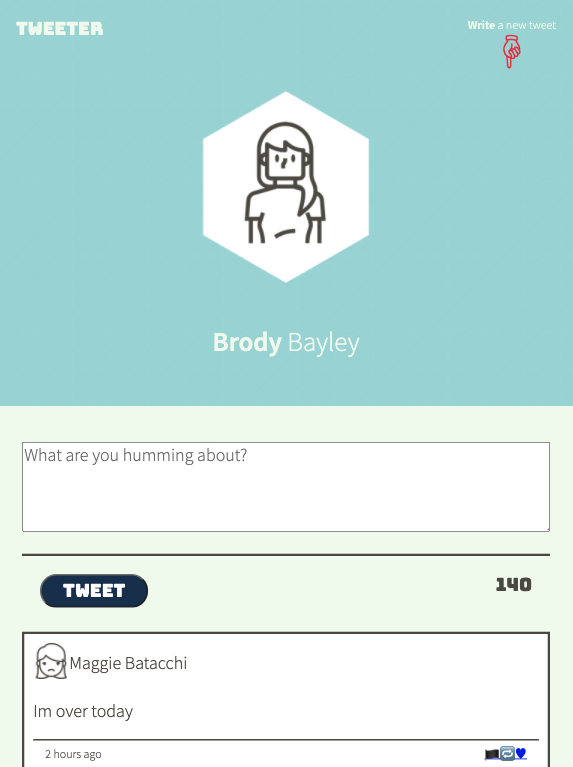 TWEETER
Write a new tweet
Brody Bayley
What are you humming about?
TWEET
140
Maggie Batacchi
Im over today
2 hours ago